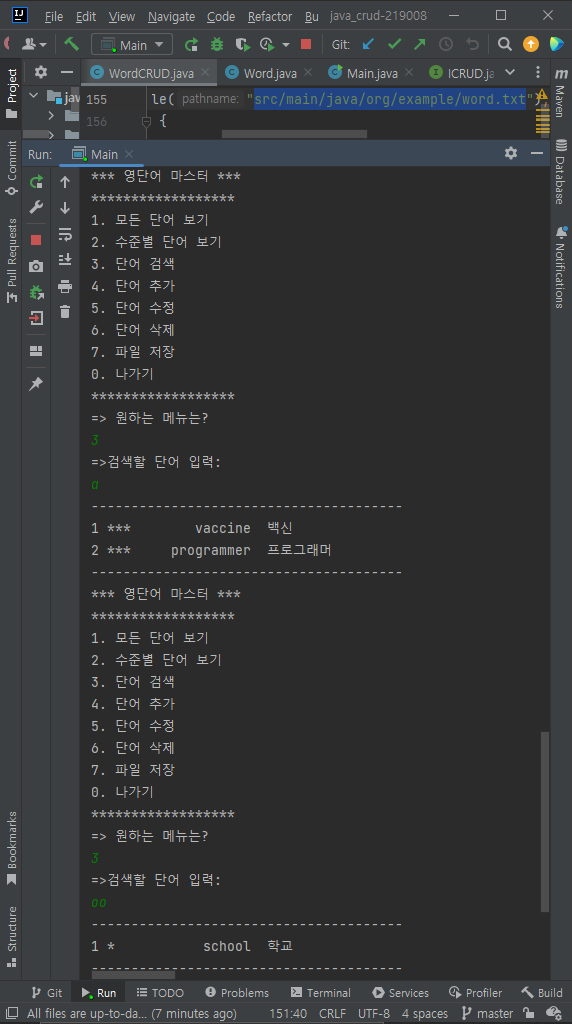 File Edit View Navigate Code Refactor Bu java_crud-219008
Main Git:
WordCRUD.java Word.java Main.java ICRUD.ja
155 le( pathname: "src/main/java/org/example/word.txt")
156 {
Run: Main
*** 영단어 마스터 ***
******************
1. 모든 단어 보기
2. 수준별 단어 보기
3. 단어 검색
4. 단어 추가
5. 단어 수정
6. 단어 삭제
7. 파일 저장
0. 나가기
******************
=> 원하는 메뉴는?
3
=>검색할 단어 입력:
a
---------------------------------------
1 *** vaccine 백신
2 *** programmer 프로그래머
---------------------------------------
*** 영단어 마스터 ***
******************
1. 모든 단어 보기
2. 수준별 단어 보기
3. 단어 검색
4. 단어 추가
5. 단어 수정
6. 단어 삭제
7. 파일 저장
0. 나가기
******************
=> 원하는 메뉴는?
3
=>검색할 단어 입력:
oo
---------------------------------------
1 * school 학교
---------------------------------------
Project
Commit
Pull Requests
Bookmarks
Structure
Maven
Database
Notifications
Git Run TODO Problems Terminal Services Profiler Build
All files are up-to-da... (7 minutes ago) 151:40 CRLF UTF-8 4 spaces master